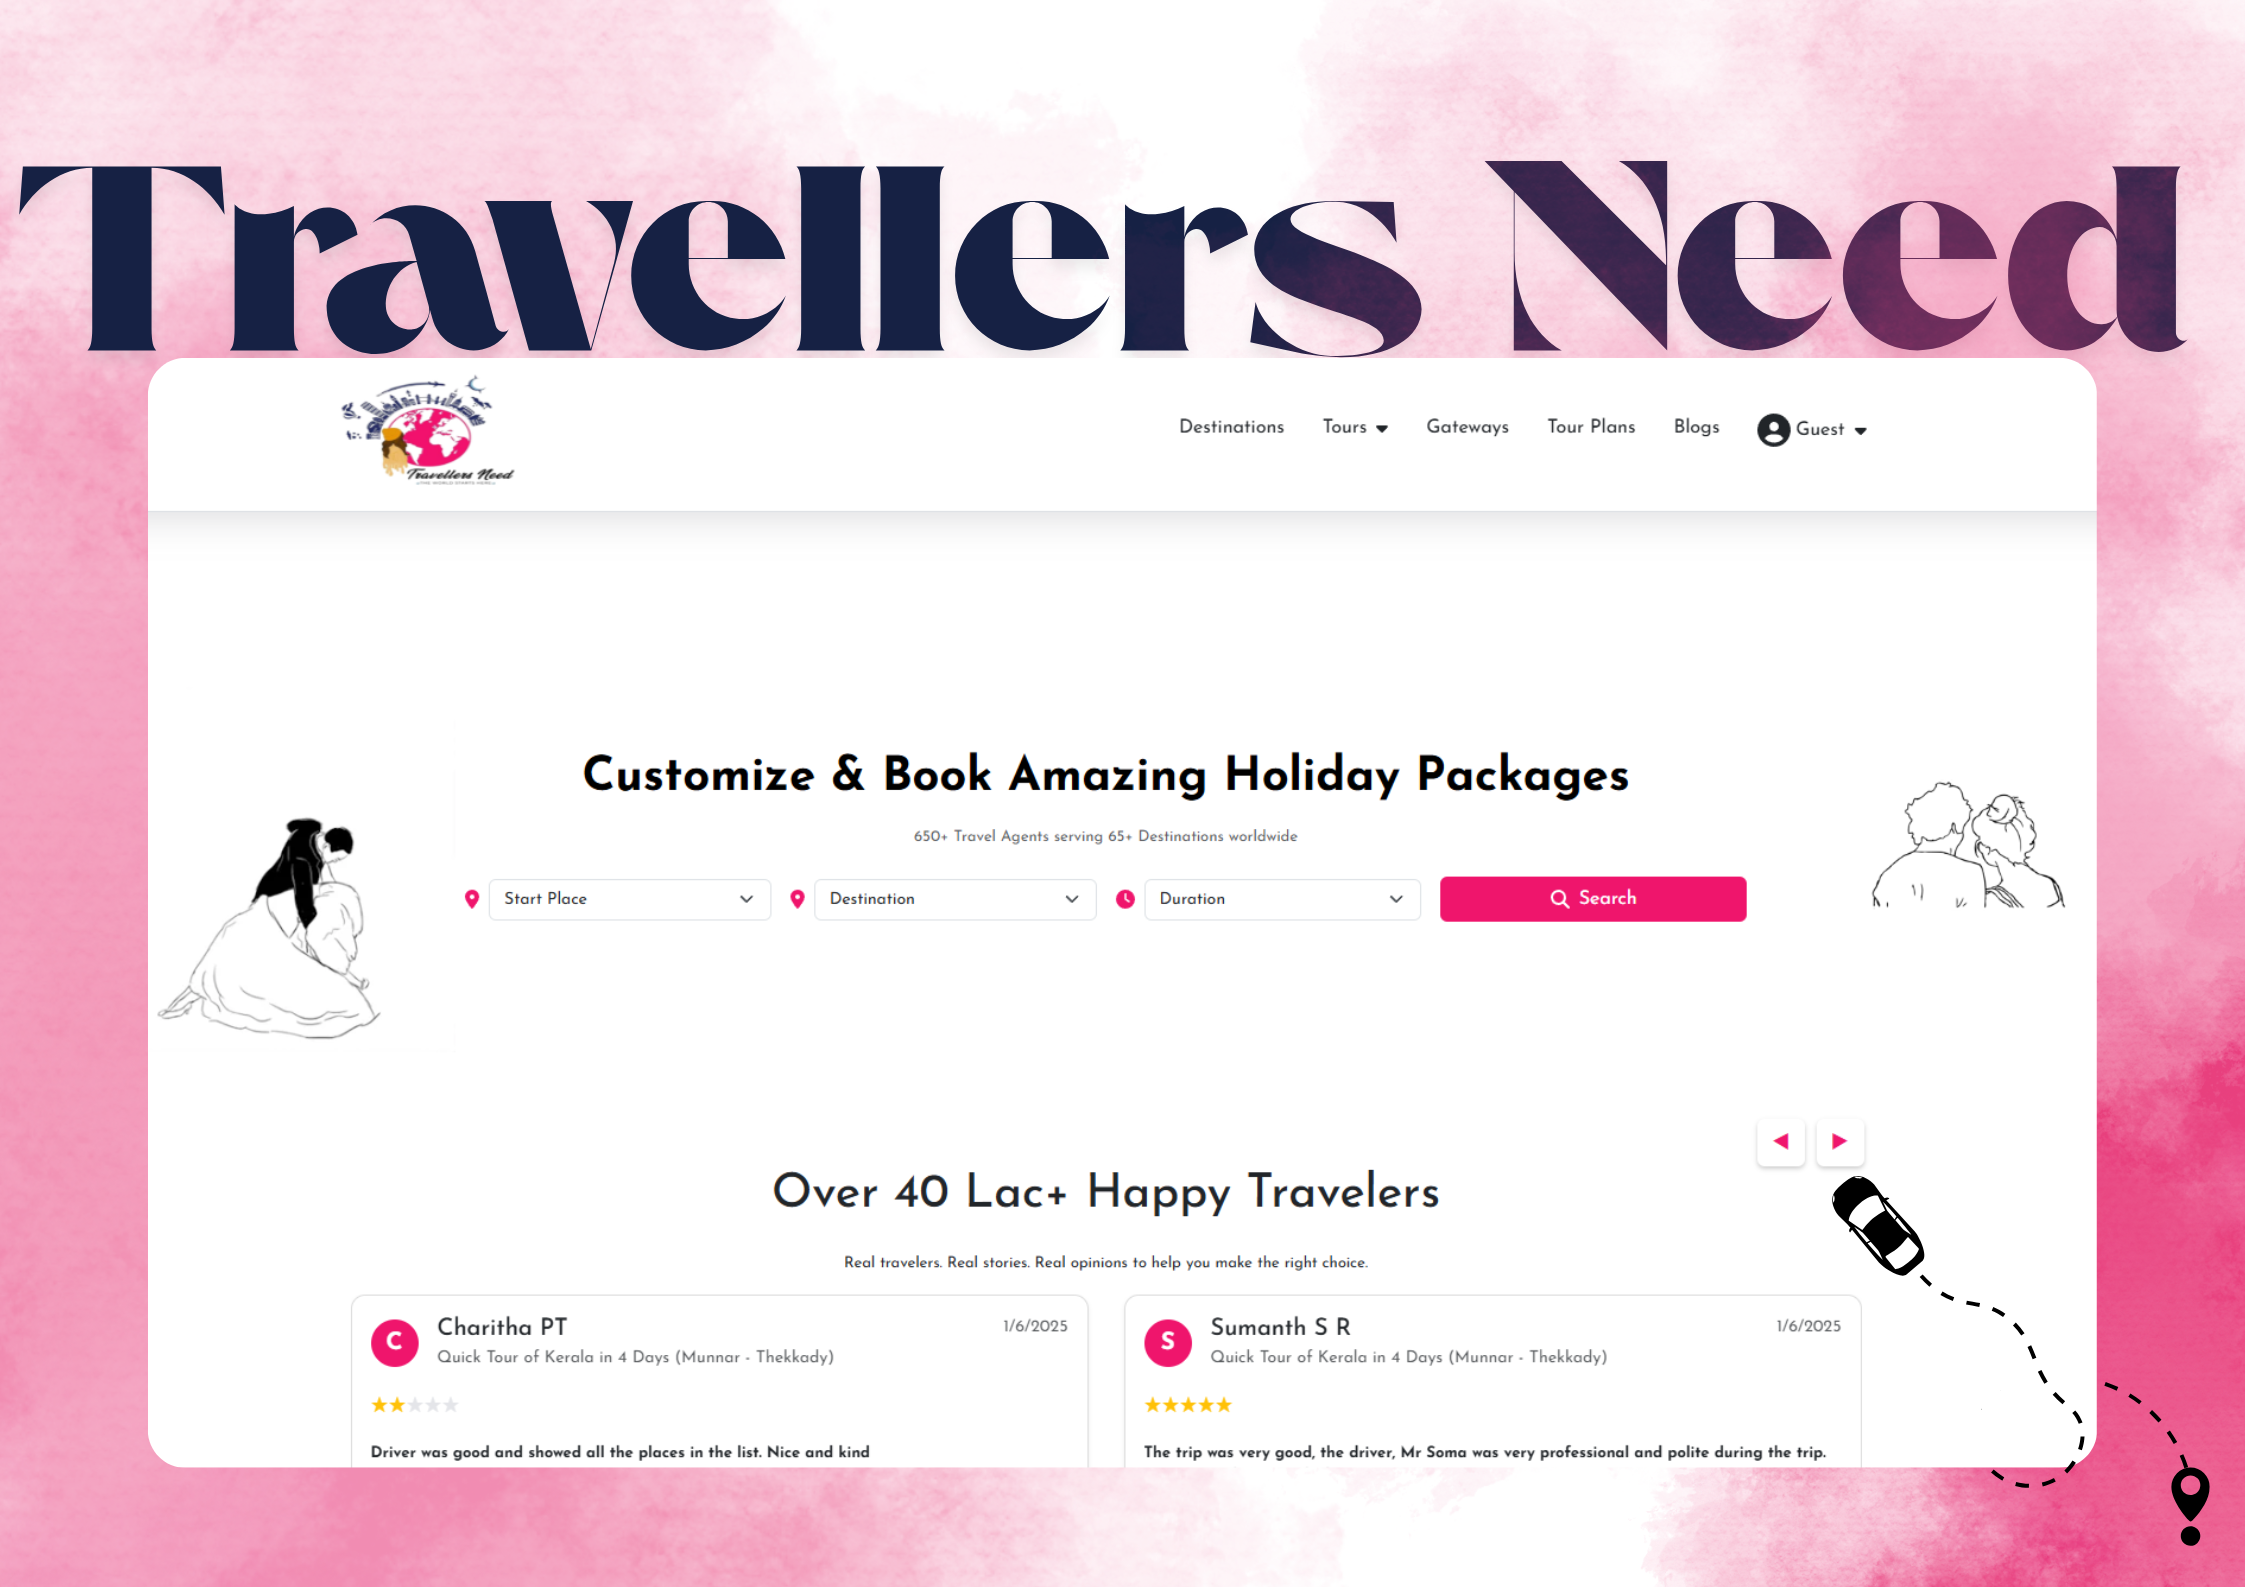 Travellers Need
Travellers Need
Destinations Tours Gateways Tour Plans Blogs Guest
Customize & Book Amazing Holiday Packages
650+ Travel Agents serving 65+ Destinations worldwide
Start Place Destination Duration Search
Over 40 Lac+ Happy Travelers
Real travelers. Real stories. Real opinions to help you make the right choice.
C Charitha PT 1/6/2025
Quick Tour of Kerala in 4 Days (Munnar - Thekkady)
Driver was good and showed all the places in the list. Nice and kind
S Sumanth S R 1/6/2025
Quick Tour of Kerala in 4 Days (Munnar - Thekkady)
The trip was very good, the driver, Mr Soma was very professional and polite during the trip.